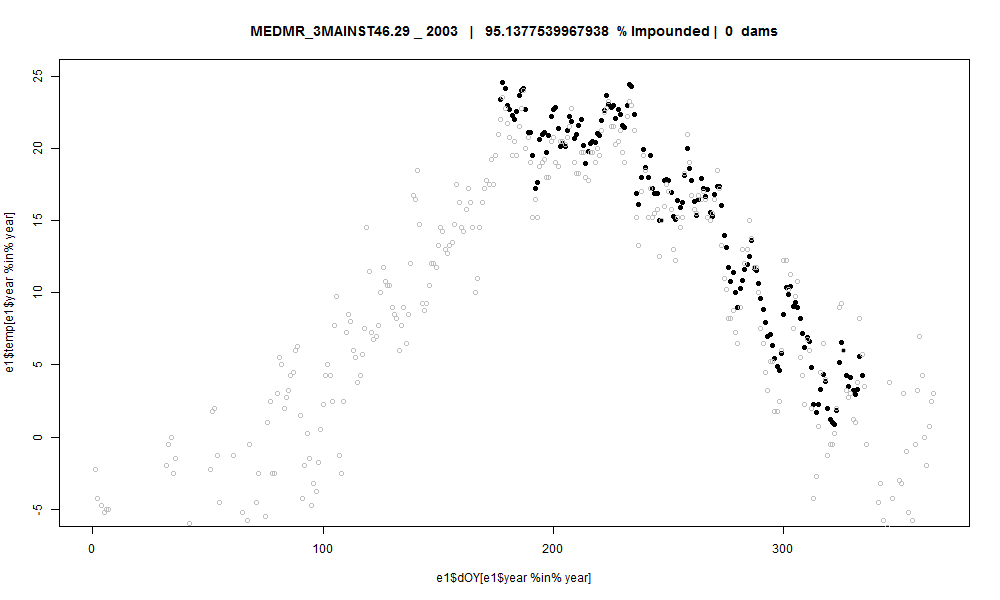 MEDMR_3MAINST46.29 _ 2003 | 95.1377539967938 % Impounded | 0 dams
e1$temp[e1$year %in% year]
25
20
15
10
5
0
-5
0 100 200 300
e1$dOY[e1$year %in% year]